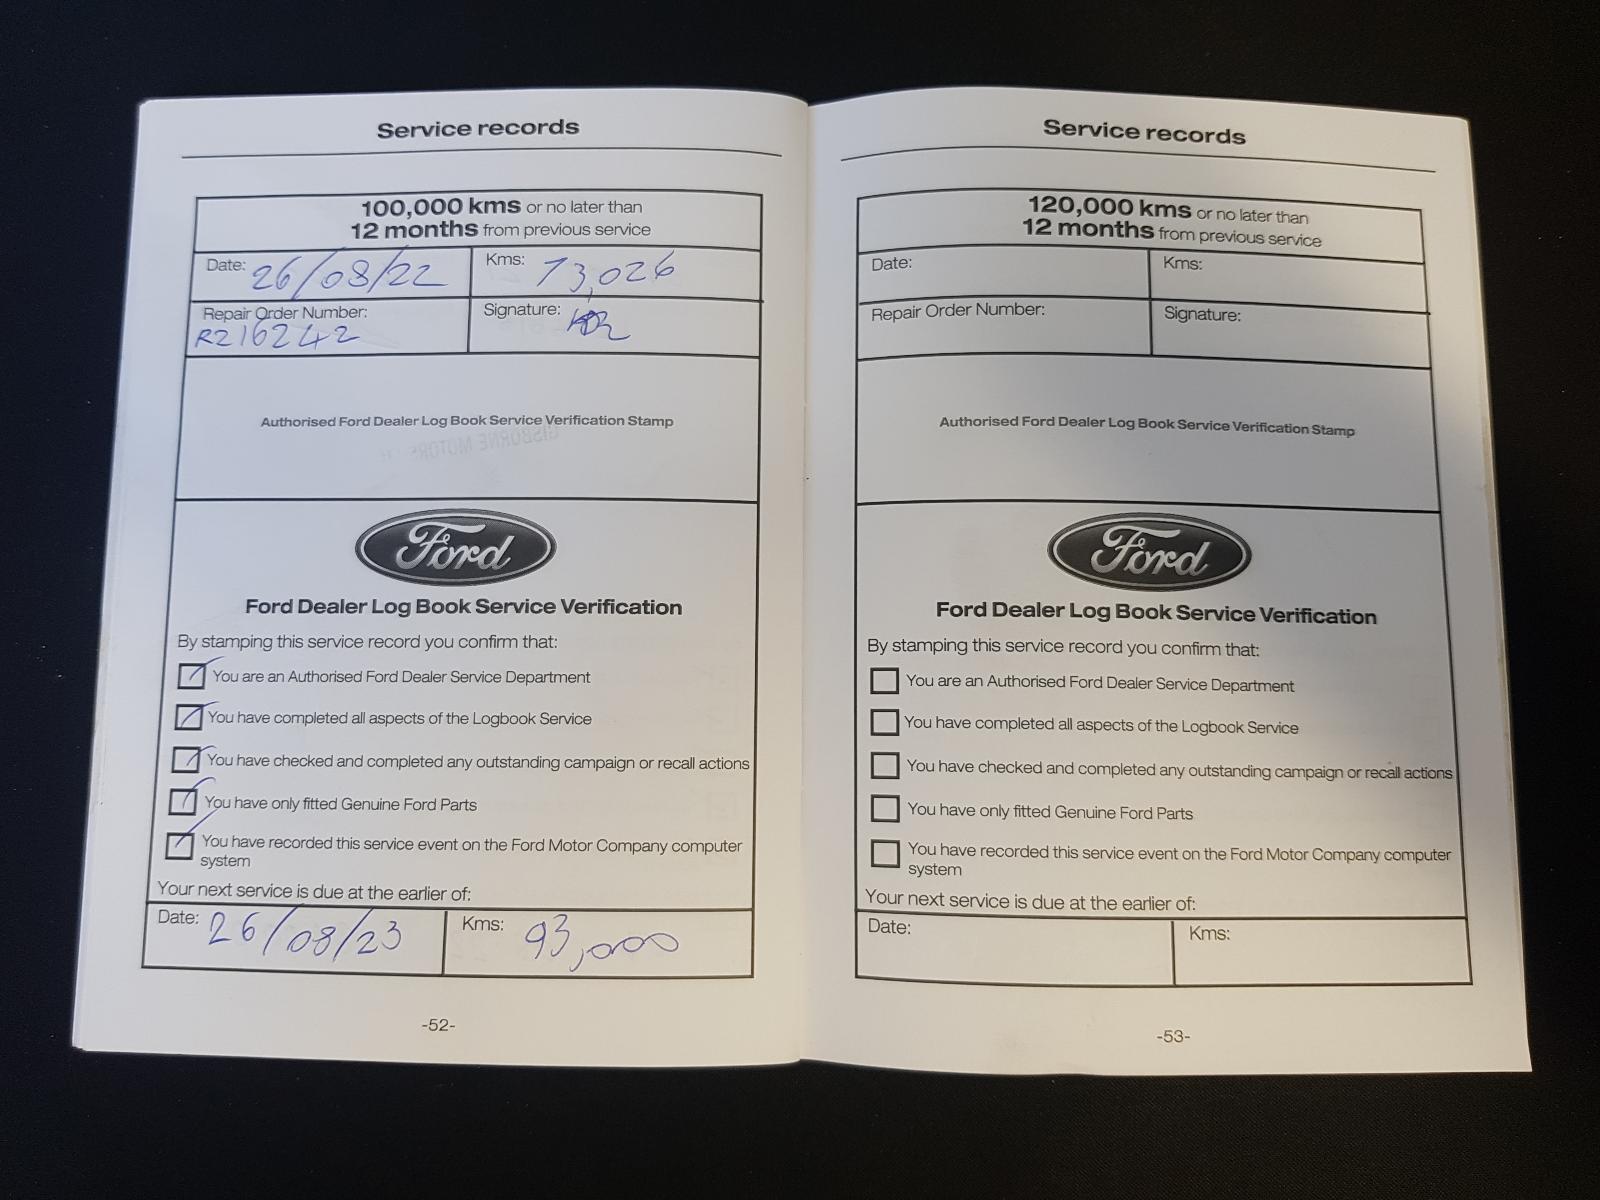 Service records
100,000 kms or no later than
12 months from previous service
Date: 26/08/22
Kms: 73,026
Repair Order Number:
R216242
Signature:
Authorised Ford Dealer Log Book Service Verification Stamp
GISBORNE MOTORS
Ford
Ford Dealer Log Book Service Verification
By stamping this service record you confirm that:
You are an Authorised Ford Dealer Service Department
You have completed all aspects of the Logbook Service
You have checked and completed any outstanding campaign or recall actions
You have only fitted Genuine Ford Parts
You have recorded this service event on the Ford Motor Company computer
system
Your next service is due at the earlier of:
Date: 26/08/23
Kms: 93,000
-52-
Service records
120,000 kms or no later than
12 months from previous service
Date:
Kms:
Repair Order Number:
Signature:
Authorised Ford Dealer Log Book Service Verification Stamp
Ford
Ford Dealer Log Book Service Verification
By stamping this service record you confirm that:
You are an Authorised Ford Dealer Service Department
You have completed all aspects of the Logbook Service
You have checked and completed any outstanding campaign or recall actions
You have only fitted Genuine Ford Parts
You have recorded this service event on the Ford Motor Company computer
system
Your next service is due at the earlier of:
Date:
Kms:
-53-